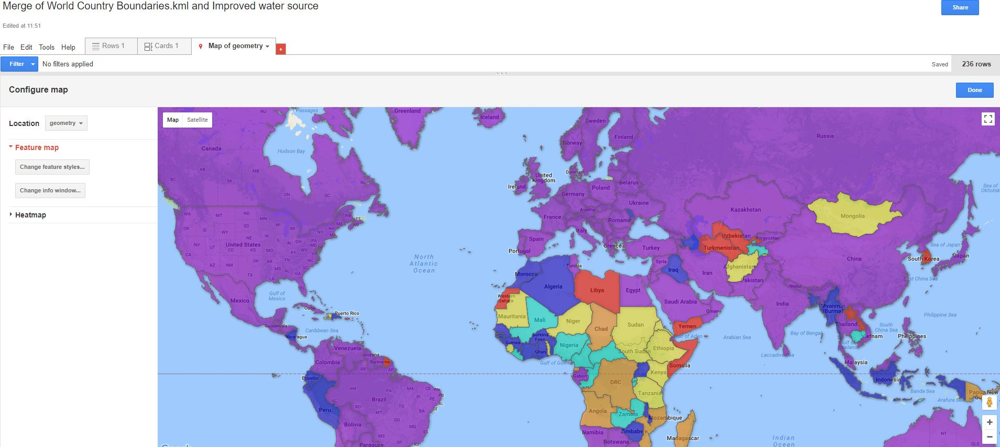 Merge of World Country Boundaries.kml and Improved water source
Share
Edited at 11:51
File Edit Tools Help
Rows 1
Cards 1
Map of geometry
+
Filter
No filters applied
Saved
236 rows
Configure map
Done
Location
geometry
Feature map
Change feature styles...
Change info window...
Heatmap
Map
Satellite
NU
Passages
Greenland
Iceland
Sweden
Finland
Norway
Russia
Canada
Hudson Bay
AB
MB
BC
SK
ON
QC
NL
United
Kingdom
Ireland
Denmark
Poland
Belarus
Germany
Ukraine
Austria
France
Romania
Italy
Spain
Portugal
Greece
Turkey
Kazakhstan
Mongolia
Sea of
Okhotsk
WA
MT
ND
MN
NB
PE
NS
OR
ID
WY
SD
WI
MI
NY
NH
ME
MA
NE
IA
IL
IN
OH
PA
MD
DE
NV
UT
United States
CO
KS
MO
KY
WV
VA
CA
AZ
NM
OK
AR
TN
NC
SC
TX
MS
AL
GA
LA
FL
Uzbekistan
Kyrgyzstan
Turkmenistan
Sea of Japan
South Korea
Japan
China
Afghanistan
Syria
Iraq
Iran
Pakistan
East China Sea
Nepal
North
Atlantic
Ocean
Morocco
Tunisia
Algeria
Libya
Egypt
Western
Sahara
Saudi Arabia
Oman
India
Myanmar
(Burma)
Philippine Sea
Gulf of
Mexico
Mexico
Cuba
Puerto Rico
Guatemala
Caribbean Sea
Nicaragua
Mauritania
Mali
Niger
Chad
Sudan
Yemen
Gulf of Aden
Arabian Sea
Bay of Bengal
Thailand
South
China Sea
Vietnam
Philippines
Gulf of
Thailand
Laccadive Sea
Burkina
Faso
Guinea
Ghana
Nigeria
South Sudan
Ethiopia
Somalia
Gulf of Guinea
Venezuela
Guyana
Suriname
Colombia
RR
AP
Ecuador
Gabon
DRC
Kenya
Malaysia
Indonesia
AM
PA
MA
CE
RN
PB
PI
PE
AL
SE
AC
RO
TO
BA
Brazil
MT
GO
MG
ES
MS
SP
RJ
Peru
Bolivia
Paraguay
Tanzania
Angola
Zambia
Mozambique
Zimbabwe
Namibia
Botswana
Madagascar
Indian
Ocean
Banda Sea
Arafura Sea
Papua New
NT
QLD
+
−